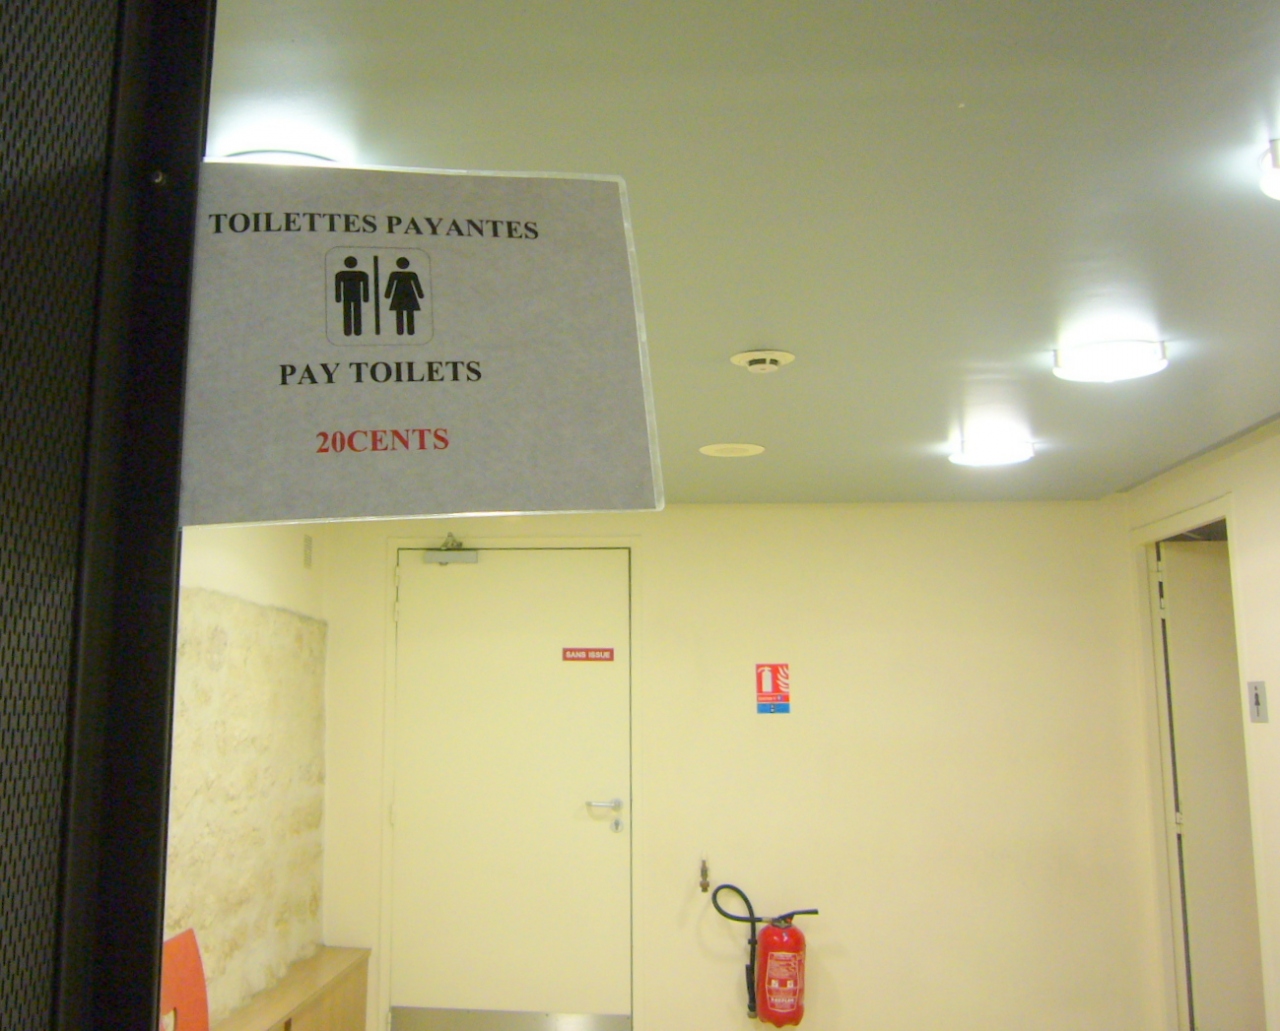 TOILETTES PAYANTES
PAY TOILETS
20CENTS
SANS ISSUE